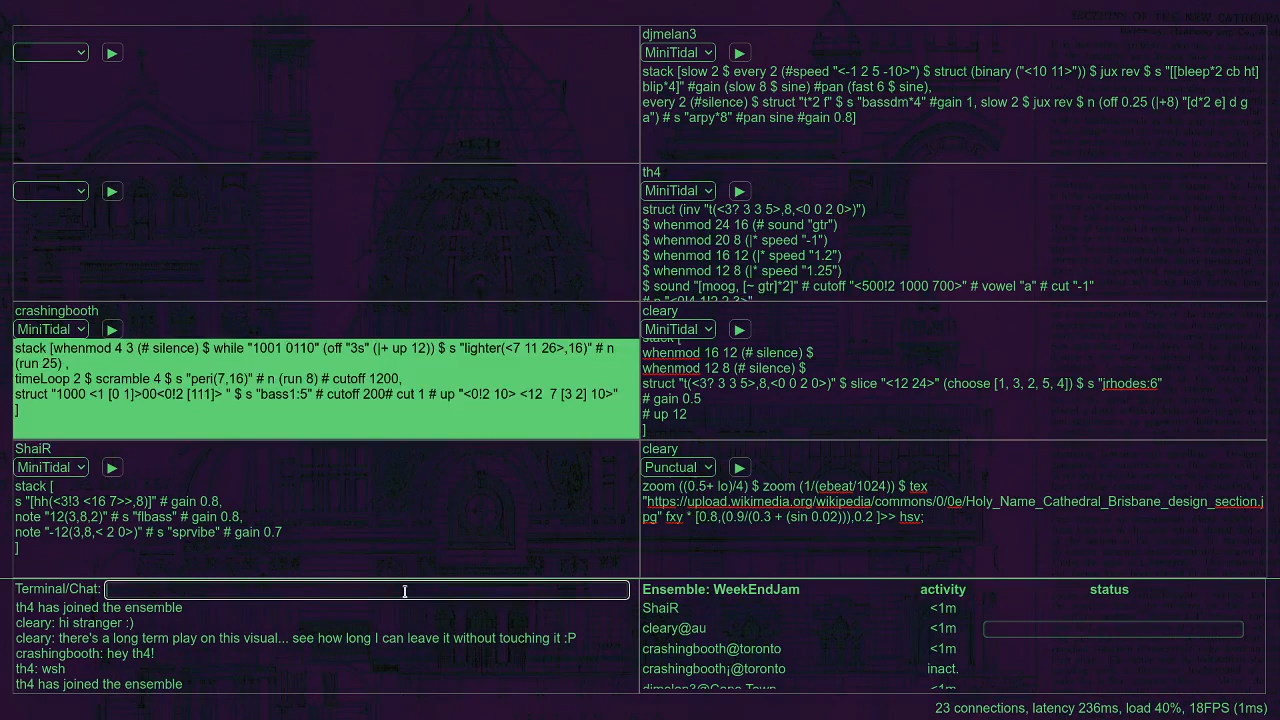 djmelan3
MiniTidal
stack [slow 2 $ every 2 (#speed "<-1 2 5 -10>") $ struct (binary ("<10 11>")) $ jux rev $ s "[[bleep*2 cb ht]
blip*4]" #gain (slow 8 $ sine) #pan (fast 6 $ sine),
every 2 (#silence) $ struct "t*2 f" $ s "bassdm*4" #gain 1, slow 2 $ jux rev $ n (off 0.25 (|+8) "[d*2 e] d g
a") # s "arpy*8" #pan sine #gain 0.8]
th4
MiniTidal
struct (inv "t(<3? 3 3 5>,8,<0 0 2 0>)")
$ whenmod 24 16 (# sound "gtr")
$ whenmod 20 8 (|* speed "-1")
$ whenmod 16 12 (|* speed "1.2")
$ whenmod 12 8 (|* speed "1.25")
$ sound "[moog, [~ gtr]*2]" # cutoff "<500!2 1000 700>" # vowel "a" # cut "-1"
# n "<0!4 1!2 2 3>"
crashingbooth
MiniTidal
stack [whenmod 4 3 (# silence) $ while "1001 0110" (off "3s" (|+ up 12)) $ s "lighter(<7 11 26>,16)" # n
(run 25) ,
timeLoop 2 $ scramble 4 $ s "peri(7,16)" # n (run 8) # cutoff 1200,
struct "1000 <1 [0 1]>00<0!2 [111]> " $ s "bass1:5" # cutoff 200# cut 1 # up "<0!2 10> <12  7 [3 2] 10>"
]
cleary
MiniTidal
stack [
whenmod 16 12 (# silence) $
whenmod 12 8 (# silence) $
struct "t(<3? 3 3 5>,8,<0 0 2 0>)" $ slice "<12 24>" (choose [1, 3, 2, 5, 4]) $ s "jrhodes:6"
# gain 0.5
# up 12
]
ShaiR
MiniTidal
stack [
s "[hh(<3!3 <16 7>>,8)]" # gain 0.8,
note "12(3,8,2)" # s "flbass" # gain 0.8,
note "-12(3,8,< 2 0>)" # s "sprvibe" # gain 0.7
]
cleary
Punctual
zoom ((0.5+ lo)/4) $ zoom (1/(ebeat/1024)) $ tex
"https://upload.wikimedia.org/wikipedia/commons/0/0e/Holy_Name_Cathedral_Brisbane_design_section.j
pg" fxy * [0.8,(0.9/(0.3 + (sin 0.02))),0.2 ]>> hsv;
Terminal/Chat:
th4 has joined the ensemble
cleary: hi stranger :)
cleary: there's a long term play on this visual... see how long I can leave it without touching it :P
crashingbooth: hey th4!
th4: wsh
th4 has joined the ensemble
Ensemble: WeekEndJam activity status
ShaiR <1m
cleary@au <1m
crashingbooth@toronto <1m
crashingbooth¡@toronto inact.
djmelan3@Cape Town <1m
23 connections, latency 236ms, load 40%, 18FPS (1ms)